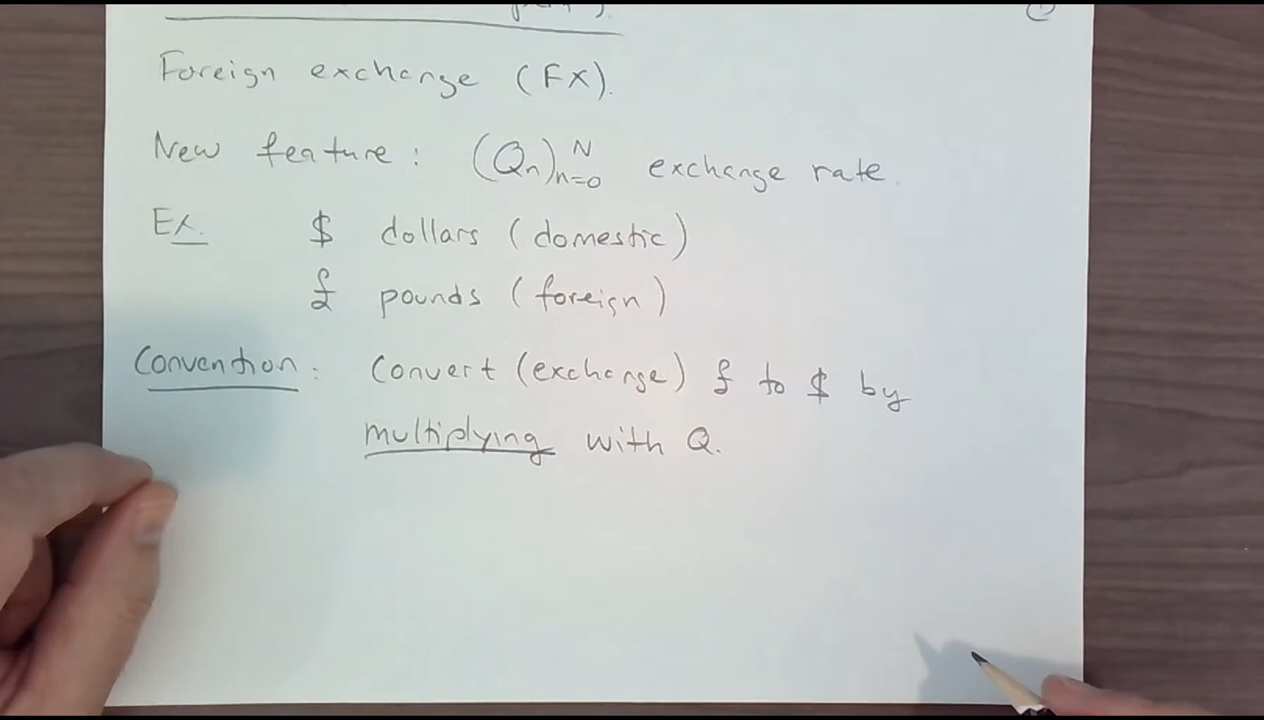 Foreign exchange (FX).
New feature: (Qn)ₙ₌₀ᴺ exchange rate.
Ex. $ dollars (domestic)
£ pounds (foreign)
Convention: Convert (exchange) £ to $ by
multiplying with Q.